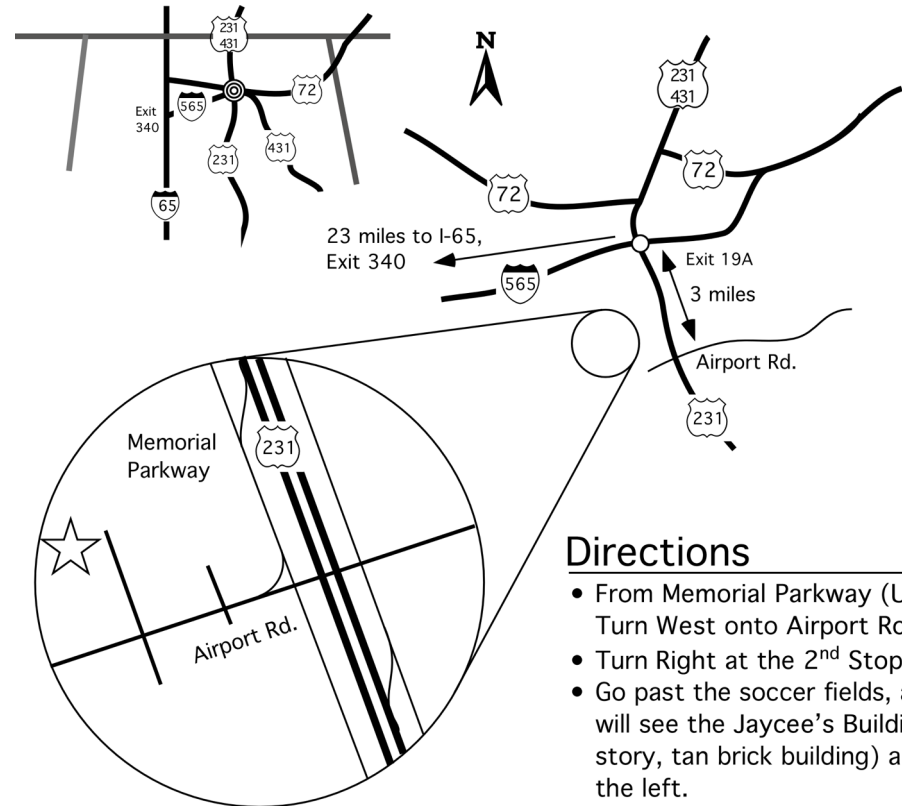 231
431
72
565
Exit
340
231
431
65
N
231
431
72
72
23 miles to I-65,
Exit 340
Exit 19A
565
3 miles
Airport Rd.
231
Memorial
Parkway
231
Airport Rd.
Directions
• From Memorial Parkway (U
Turn West onto Airport Ro
• Turn Right at the 2nd Stop
• Go past the soccer fields, a
will see the Jaycee's Buildi
story, tan brick building) a
the left.